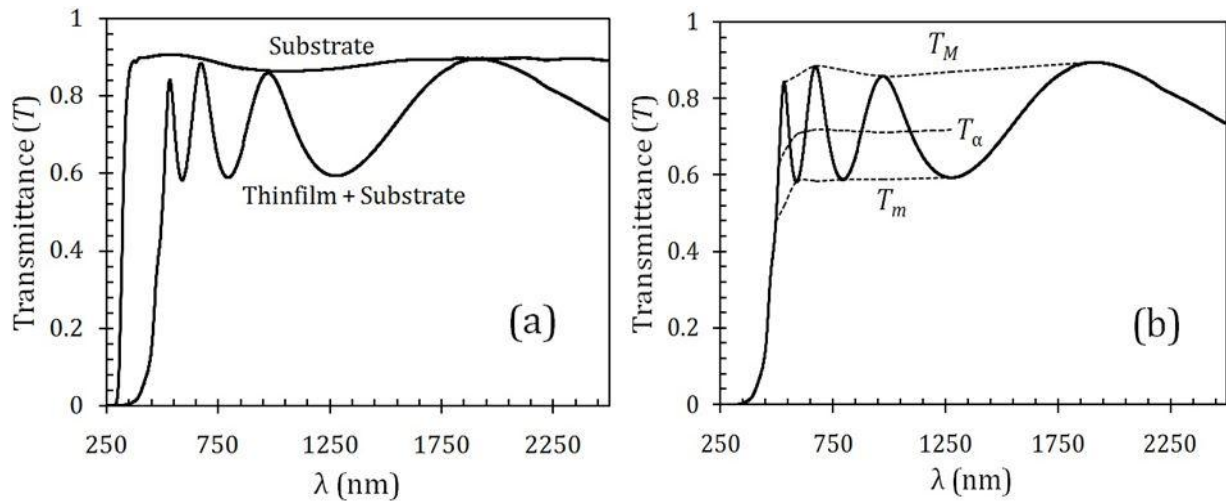 1
0.8
0.6
0.4
0.2
0
Transmittance (T)
Substrate
Thinfilm + Substrate
(a)
250 750 1250 1750 2250
λ (nm)
1
0.8
0.6
0.4
0.2
0
Transmittance (T)
T_M
T_α
T_m
(b)
250 750 1250 1750 2250
λ (nm)